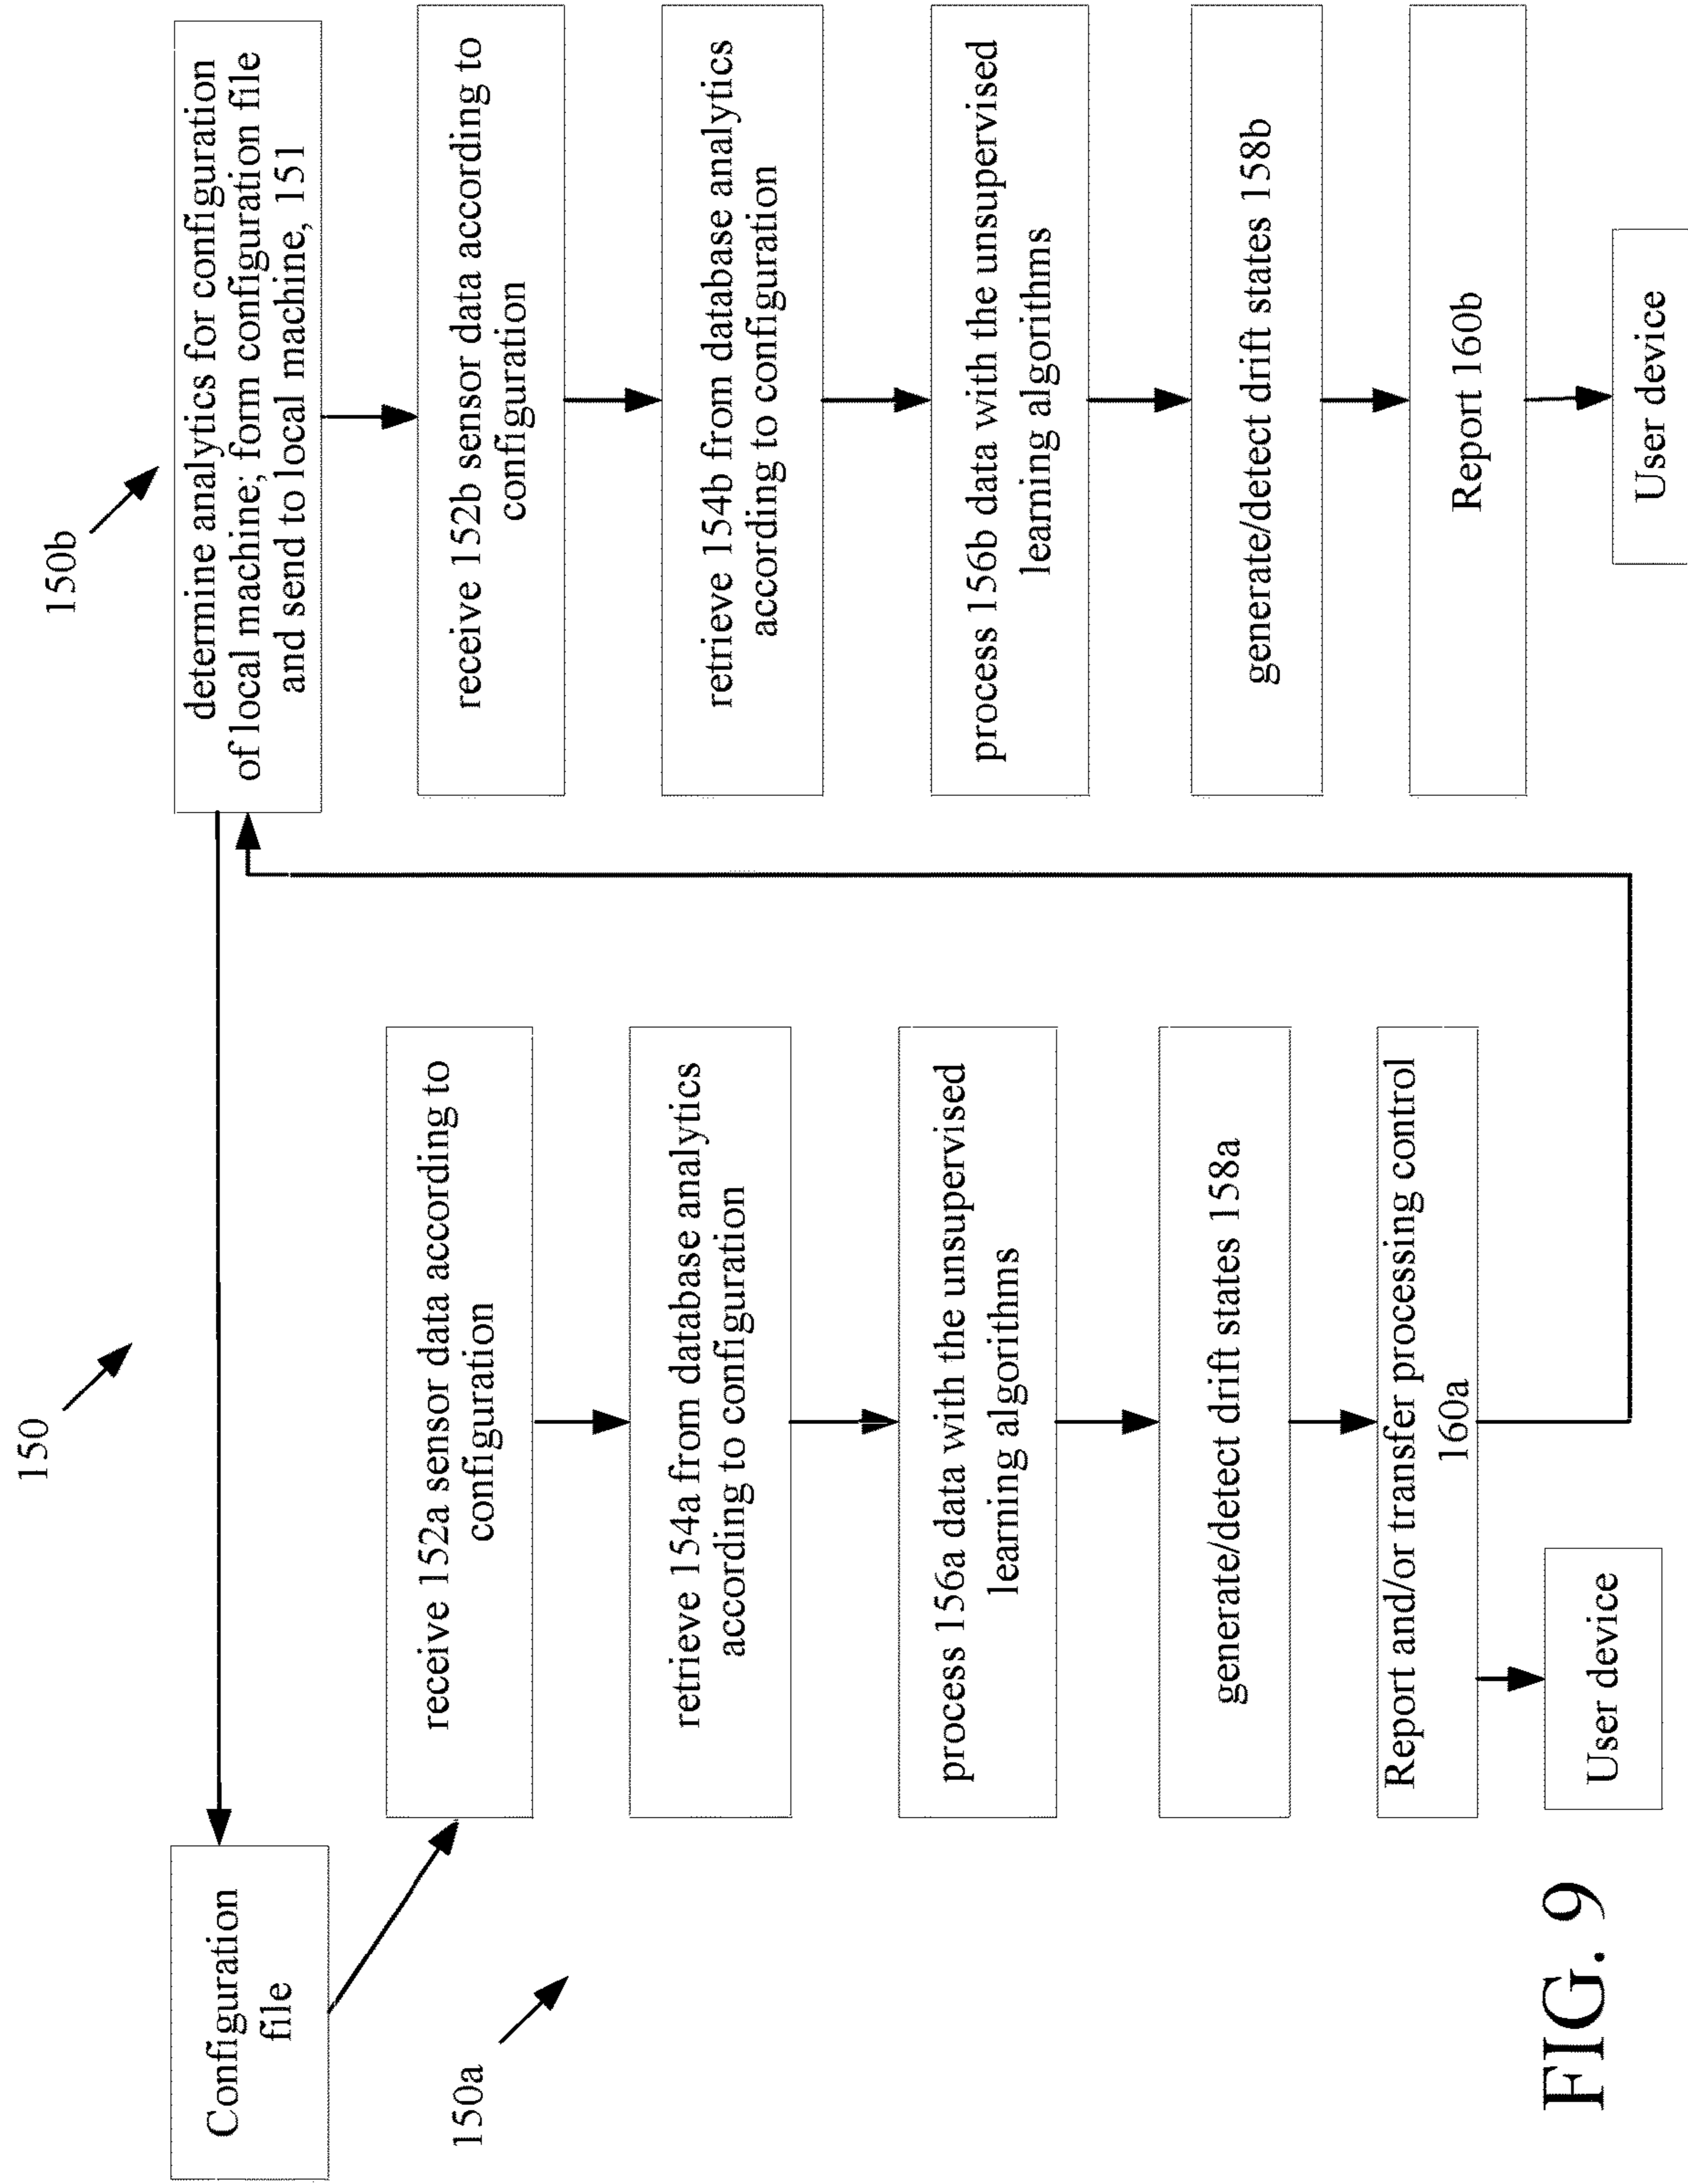 150
150b
150a
Configuration
file
receive 152a sensor data according to
configuration
retrieve 154a from database analytics
according to configuration
process 156a data with the unsupervised
learning algorithms
generate/detect drift states 158a
Report and/or transfer processing control
160a
User device
determine analytics for configuration
of local machine; form configuration file
and send to local machine, 151
receive 152b sensor data according to
configuration
retrieve 154b from database analytics
according to configuration
process 156b data with the unsupervised
learning algorithms
generate/detect drift states 158b
Report 160b
User device
FIG. 9